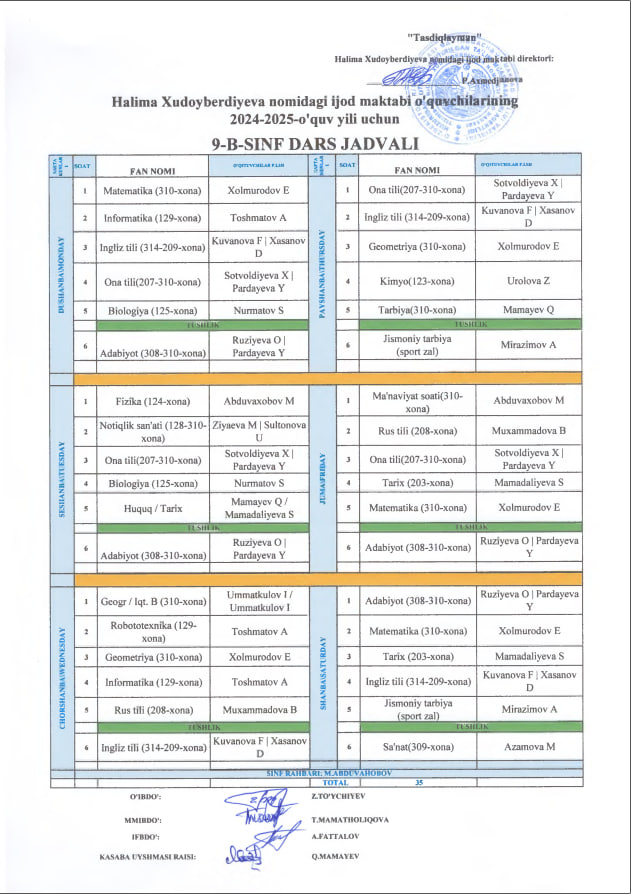 "Tasdiqlayman"
Halima Xudoyberdiyeva nomidagi ijod maktabi direktori:
Halima Xudoyberdiyeva nomidagi ijod maktabi o'quvchilarining
2024-2025-o'quv yili uchun
9-B-SINF DARS JADVALI
SOAT FAN NOMI O'QITUVCHILAR F.I.SH
DUSHANBA\MONDAY
1 Matematika (310-xona) Xolmurodov E
2 Informatika (129-xona) Toshmatov A
3 Ingliz tili (314-209-xona) Kuvanova F | Xasanov
D
4 Ona tili(207-310-xona) Sotvoldiyeva X |
Pardayeva Y
5 Biologiya (125-xona) Nurmatov S
TUSHLIK
6 Adabiyot (308-310-xona) Ruziyeva O |
Pardayeva Y
SESHANBA\TUESDAY
1 Fizika (124-xona) Abduvaxobov M
2 Notiqlik san'ati (128-310-
xona) Ziyaeva M | Sultonova
U
3 Ona tili(207-310-xona) Sotvoldiyeva X |
Pardayeva Y
4 Biologiya (125-xona) Nurmatov S
5 Huquq / Tarix Mamayev Q /
Mamadaliyeva S
TUSHLIK
6 Adabiyot (308-310-xona) Ruziyeva O |
Pardayeva Y
CHORSHANBA\WEDNESDAY
1 Geogr / Iqt. B (310-xona) Ummatkulov I /
Ummatkulov I
2 Robototexnika (129-
xona) Toshmatov A
3 Geometriya (310-xona) Xolmurodov E
4 Informatika (129-xona) Toshmatov A
5 Rus tili (208-xona) Muxammadova B
TUSHLIK
6 Ingliz tili (314-209-xona) Kuvanova F | Xasanov
D
SOAT FAN NOMI O'QITUVCHILAR F.I.SH
PAYSHANBA\THURSDAY
1 Ona tili(207-310-xona) Sotvoldiyeva X |
Pardayeva Y
2 Ingliz tili (314-209-xona) Kuvanova F | Xasanov
D
3 Geometriya (310-xona) Xolmurodov E
4 Kimyo(123-xona) Urolova Z
5 Tarbiya(310-xona) Mamayev Q
TUSHLIK
6 Jismoniy tarbiya
(sport zal) Mirazimov A
JUMA\FRIDAY
1 Ma'naviyat soati(310-
xona) Abduvaxobov M
2 Rus tili (208-xona) Muxammadova B
3 Ona tili(207-310-xona) Sotvoldiyeva X |
Pardayeva Y
4 Tarix (203-xona) Mamadaliyeva S
5 Matematika (310-xona) Xolmurodov E
TUSHLIK
6 Adabiyot (308-310-xona) Ruziyeva O | Pardayeva
Y
SHANBA\SATURDAY
1 Adabiyot (308-310-xona) Ruziyeva O | Pardayeva
Y
2 Matematika (310-xona) Xolmurodov E
3 Tarix (203-xona) Mamadaliyeva S
4 Ingliz tili (314-209-xona) Kuvanova F | Xasanov
D
5 Jismoniy tarbiya
(sport zal) Mirazimov A
TUSHLIK
6 Sa'nat(309-xona) Azamova M
SINF RAHBARI: M.ABDUVAHOBOV
TOTAL 35
O'IBDO': Z.TO'YCHIYEV
MMIBDO': T.MAMATHOLIQOVA
IFBDO': A.FATTALOV
KASABA UYSHMASI RAISI: Q.MAMAYEV